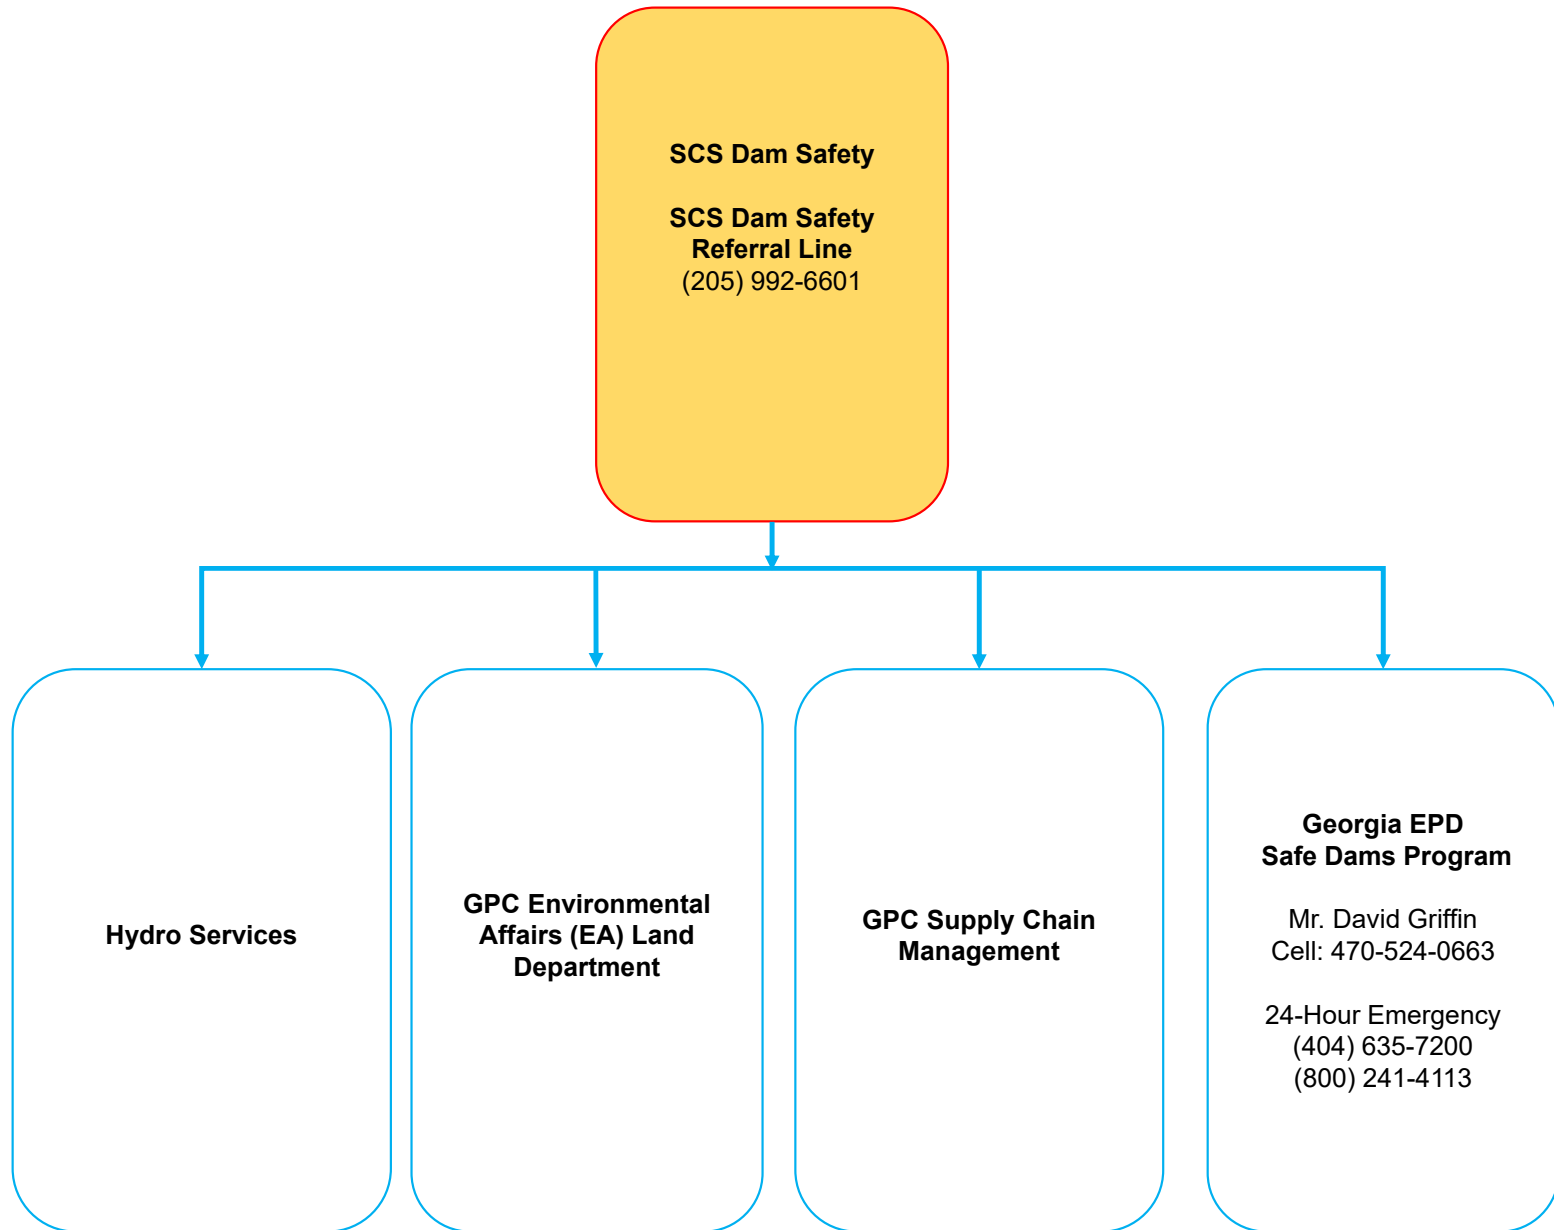 SCS Dam Safety
SCS Dam Safety
Referral Line
(205) 992-6601
Hydro Services
GPC Environmental
Affairs (EA) Land
Department
GPC Supply Chain
Management
Georgia EPD
Safe Dams Program
Mr. David Griffin
Cell: 470-524-0663
24-Hour Emergency
(404) 635-7200
(800) 241-4113